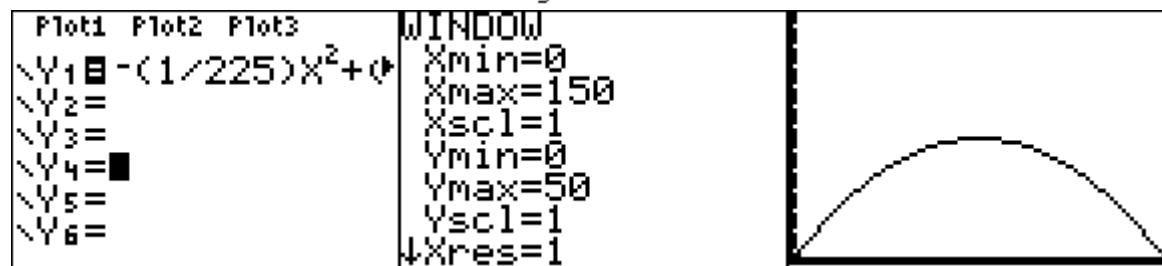 Plot1 Plot2 Plot3
\Y1=-(1/225)X²+(
\Y2=
\Y3=
\Y4=
\Y5=
\Y6=
WINDOW
Xmin=0
Xmax=150
Xscl=1
Ymin=0
Ymax=50
Yscl=1
↓Xres=1